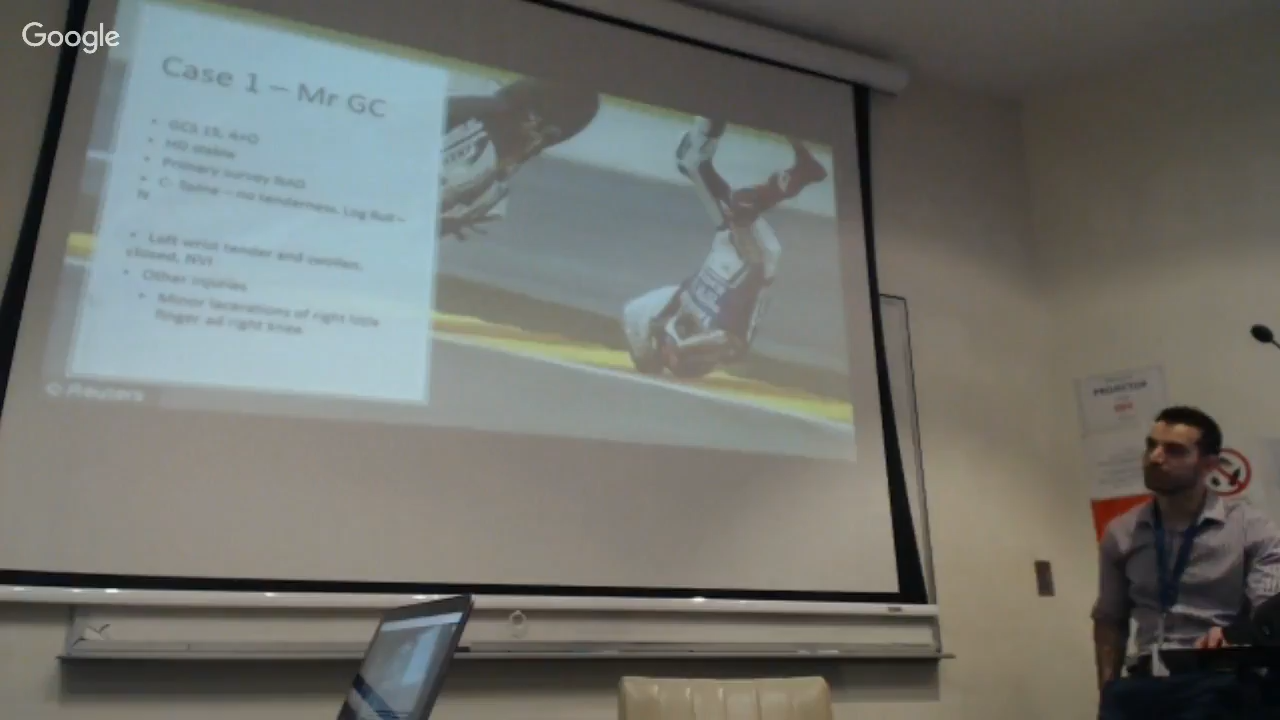 Google
Case 1 – Mr GC
• GCS 15, A+O
• HD stable
• Primary survey NAD
• C- Spine – no tenderness, Log Roll –
N
• Left wrist tender and swollen,
closed, NVI
• Other injuries
• Minor lacerations of right little
finger ad right knee
© Reuters
PROJECTOR